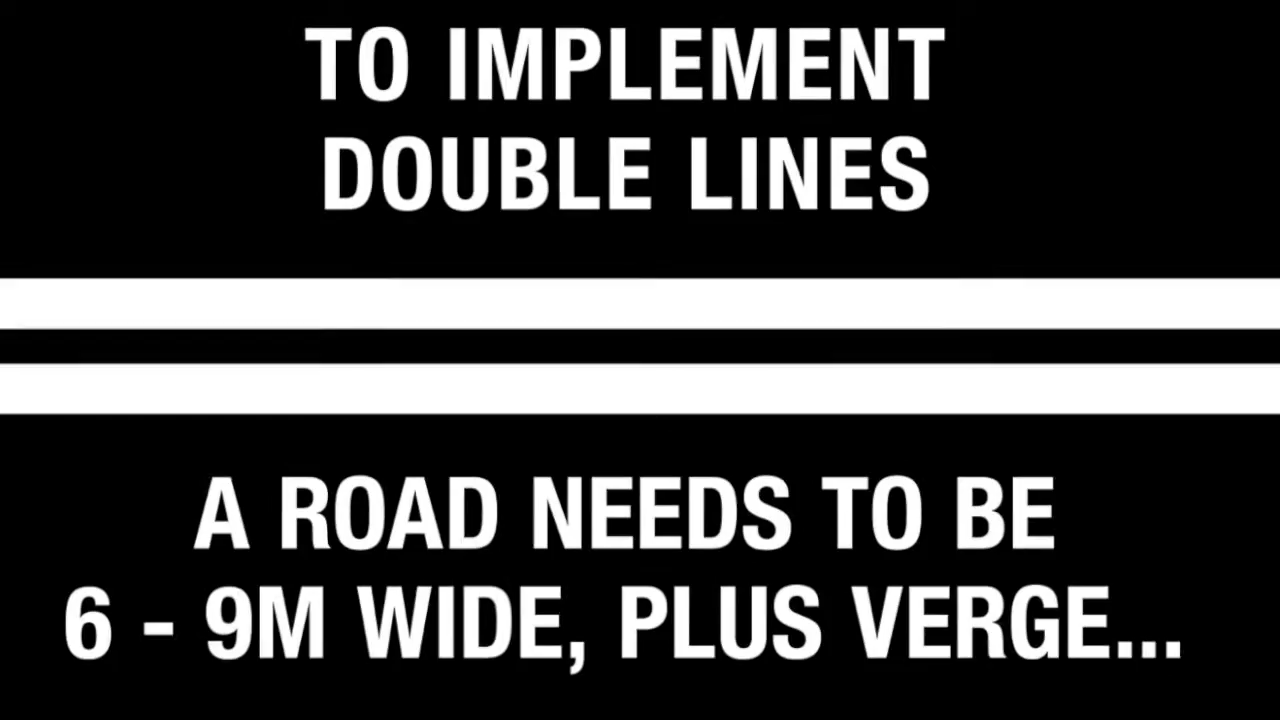 TO IMPLEMENT
DOUBLE LINES
A ROAD NEEDS TO BE
6 - 9M WIDE, PLUS VERGE...